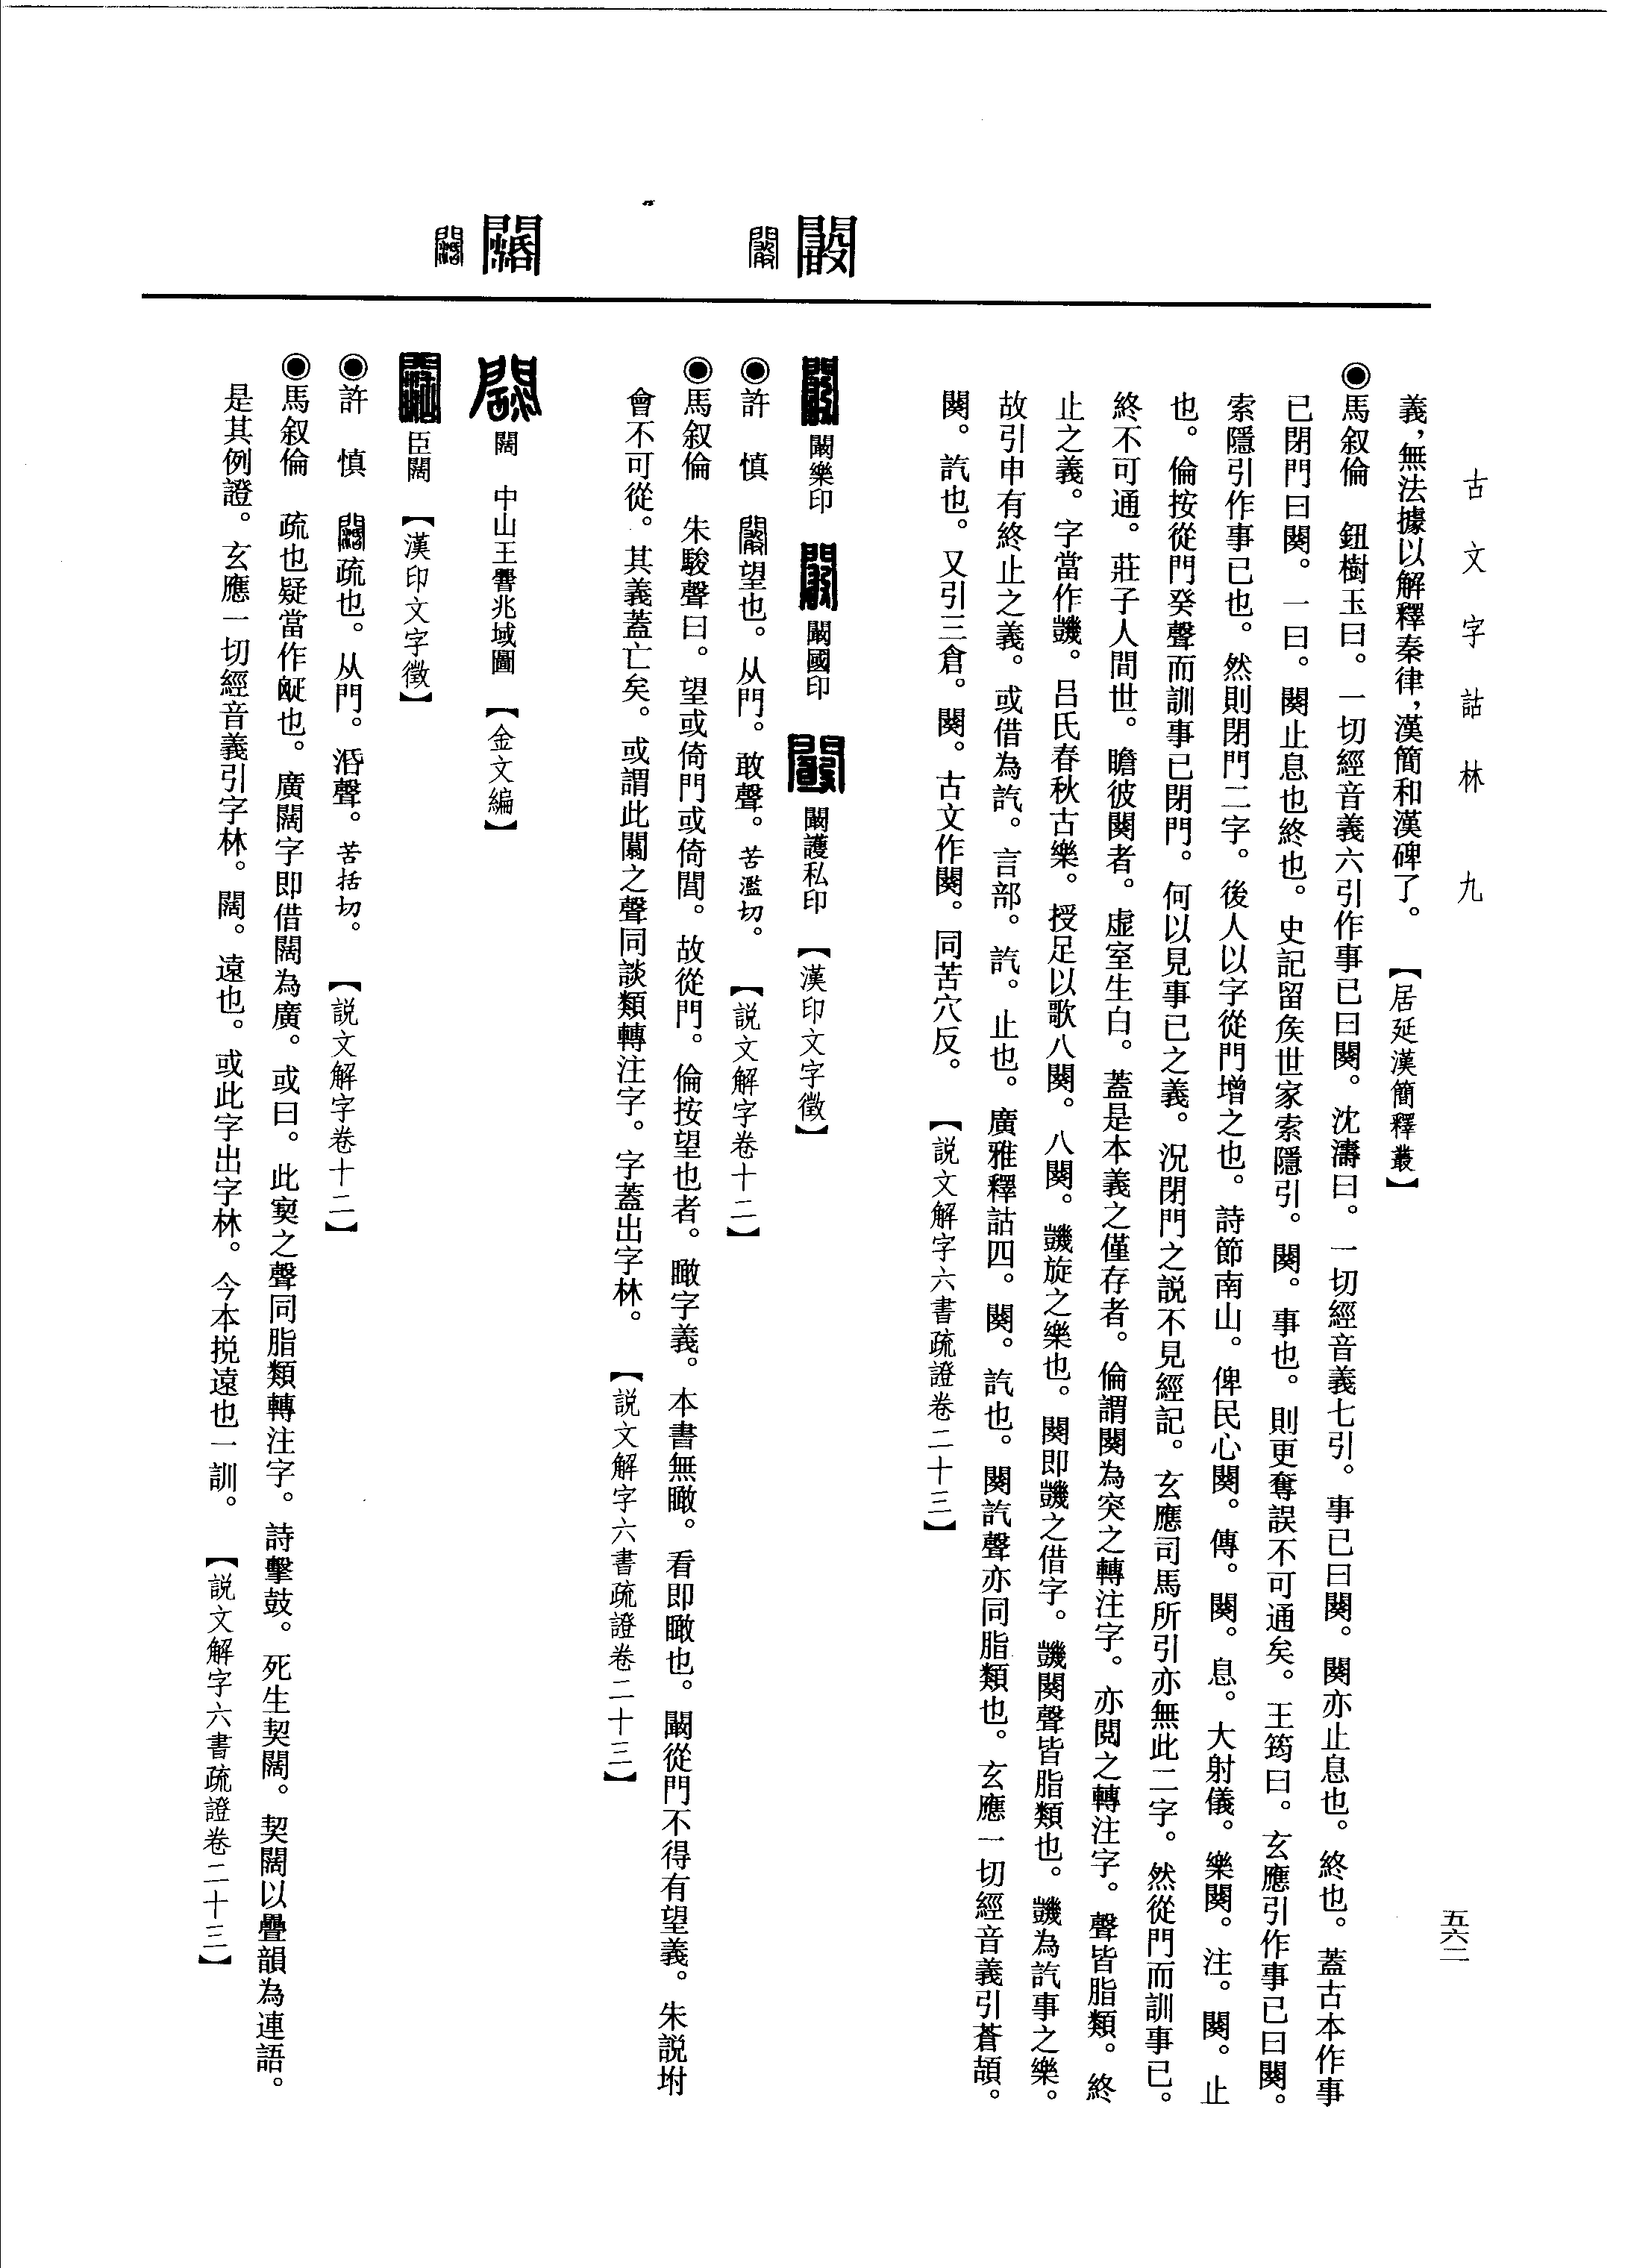 古文字詁林　九
五六二
義，無法據以解釋秦律，漢簡和漢碑了。　【居延漢簡釋叢】
◉馬叙倫　鈕樹玉曰。一切經音義六引作事已曰闋。沈濤曰。一切經音義七引。事已曰闋。闋亦止息也。終也。蓋古本作事
已閉門曰闋。一曰。闋止息也終也。史記留矦世家索隱引。闋。事也。則更奪誤不可通矣。王筠曰。玄應引作事已曰闋。
索隱引作事已也。然則閉門二字。後人以字從門增之也。詩節南山。俾民心闋。傳。闋。息。大射儀。樂闋。注。闋。止
也。倫按從門癸聲而訓事已閉門。何以見事已之義。況閉門之説不見經記。玄應司馬所引亦無此二字。然從門而訓事已。
終不可通。莊子人間世。瞻彼闋者。虛室生白。蓋是本義之僅存者。倫謂闋為突之轉注字。亦閲之轉注字。聲皆脂類。終
止之義。字當作䜴。吕氏春秋古樂。授足以歌八闋。八闋。䜴旋之樂也。闋即䜴之借字。䜴闋聲皆脂類也。䜴為訖事之樂。
故引申有終止之義。或借為訖。言部。訖。止也。廣雅釋詁四。闋。訖也。闋訖聲亦同脂類也。玄應一切經音義引蒼頡。
闋。訖也。又引三倉。闋。古文作闋。同苦穴反。　【説文解字六書疏證卷二十三】
闞
闞樂印　闞國印　闞護私印　【漢印文字徵】
◉許　慎　闞望也。从門。敢聲。苦濫切。　【説文解字卷十二】
◉馬叙倫　朱駿聲曰。望或倚門或倚閭。故從門。倫按望也者。瞰字義。本書無瞰。看即瞰也。闞從門不得有望義。朱説坿
會不可從。其義蓋亡矣。或謂此闖之聲同談類轉注字。字蓋出字林。　【説文解字六書疏證卷二十三】
闊
闊　中山王譻兆域圖　【金文編】
臣闊　【漢印文字徵】
◉許　慎　闊疏也。从門。𣴠聲。苦括切。　【説文解字卷十二】
◉馬叙倫　疏也疑當作䟽也。廣闊字即借闊為廣。或曰。此窫之聲同脂類轉注字。詩擊鼓。死生契闊。契闊以疊韻為連語。
是其例證。玄應一切經音義引字林。闊。遠也。或此字出字林。今本挩遠也一訓。　【説文解字六書疏證卷二十三】